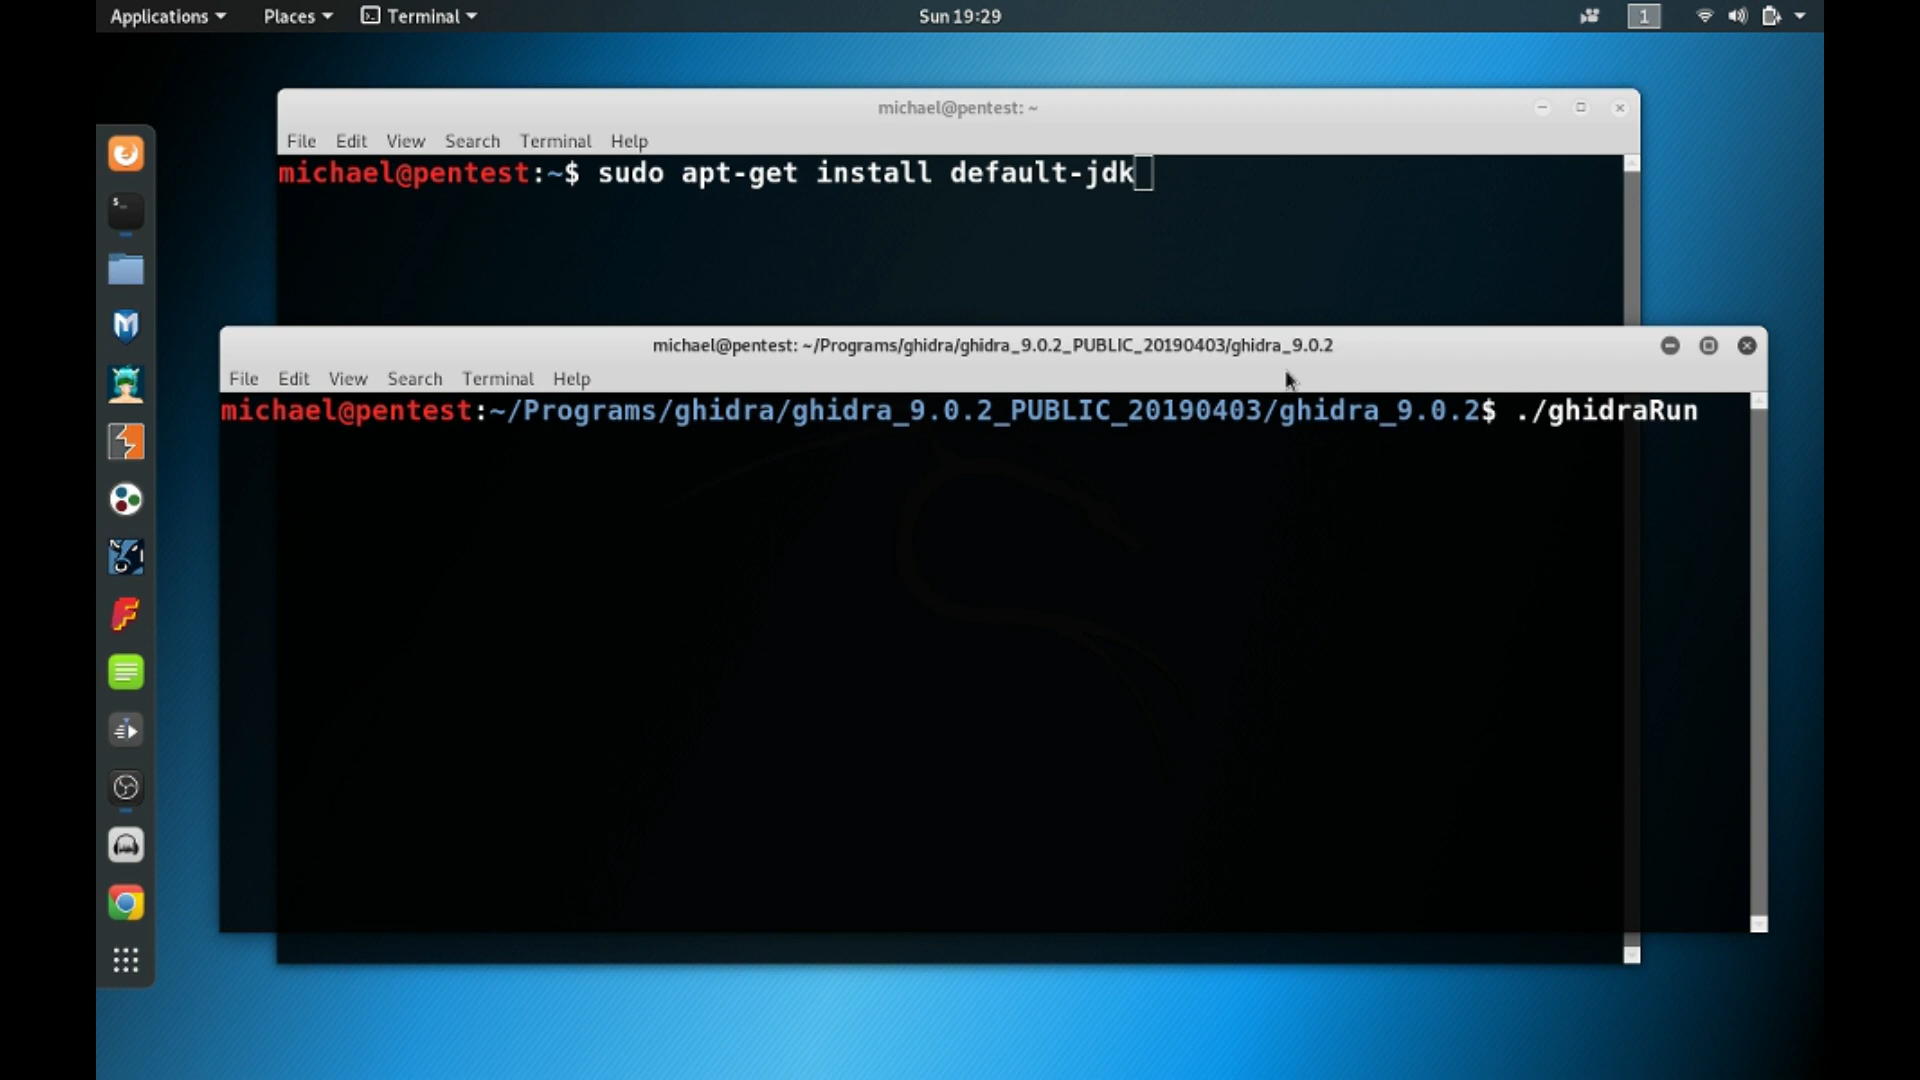 Applications Places Terminal Sun 19:29 1
michael@pentest: ~
File Edit View Search Terminal Help
michael@pentest:~$ sudo apt-get install default-jdk
michael@pentest: ~/Programs/ghidra/ghidra_9.0.2_PUBLIC_20190403/ghidra_9.0.2
File Edit View Search Terminal Help
michael@pentest:~/Programs/ghidra/ghidra_9.0.2_PUBLIC_20190403/ghidra_9.0.2$ ./ghidraRun